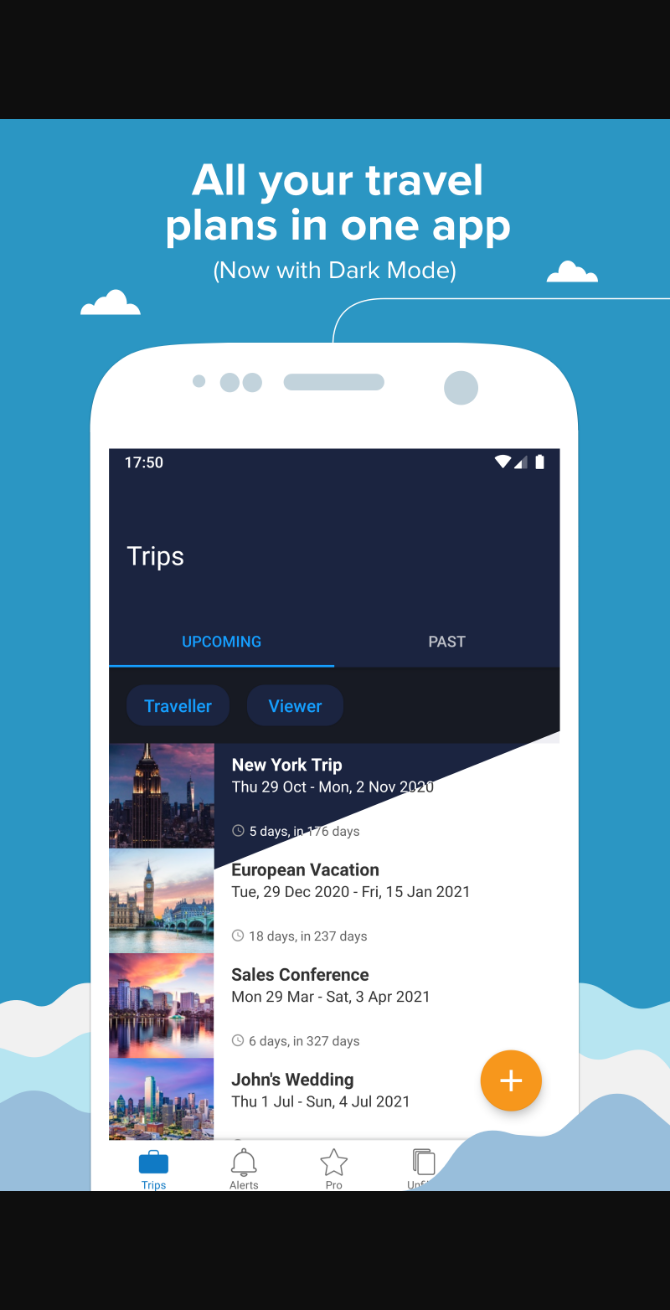 All your travel
plans in one app
(Now with Dark Mode)
17:50
Trips
UPCOMING PAST
Traveller Viewer
New York Trip
Thu 29 Oct - Mon, 2 Nov 2020
5 days, in 176 days
European Vacation
Tue, 29 Dec 2020 - Fri, 15 Jan 2021
18 days, in 237 days
Sales Conference
Mon 29 Mar - Sat, 3 Apr 2021
6 days, in 327 days
John's Wedding
Thu 1 Jul - Sun, 4 Jul 2021
Trips Alerts Pro